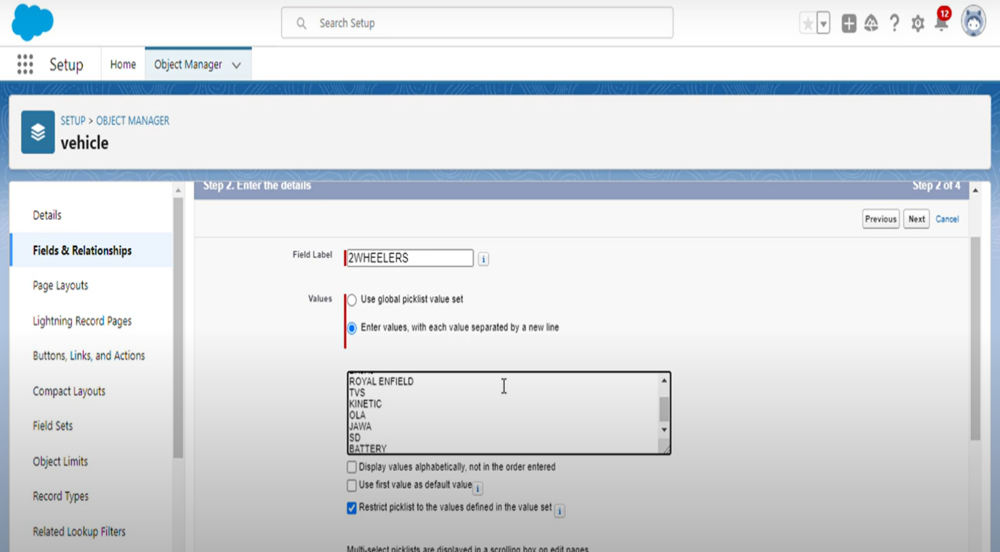 Search Setup
12
Setup
Home
Object Manager
SETUP > OBJECT MANAGER
vehicle
Details
Fields & Relationships
Page Layouts
Lightning Record Pages
Buttons, Links, and Actions
Compact Layouts
Field Sets
Object Limits
Record Types
Related Lookup Filters
Step 2. Enter the details
Step 2 of 4
Previous
Next
Cancel
Field Label
2WHEELERS
i
Values
Use global picklist value set
Enter values, with each value separated by a new line
ROYAL ENFIELD
TVS
KINETIC
OLA
JAWA
SD
BATTERY
Display values alphabetically, not in the order entered
Use first value as default value
i
Restrict picklist to the values defined in the value set
i
Multi-select picklists are displayed in a scrolling box on edit pages